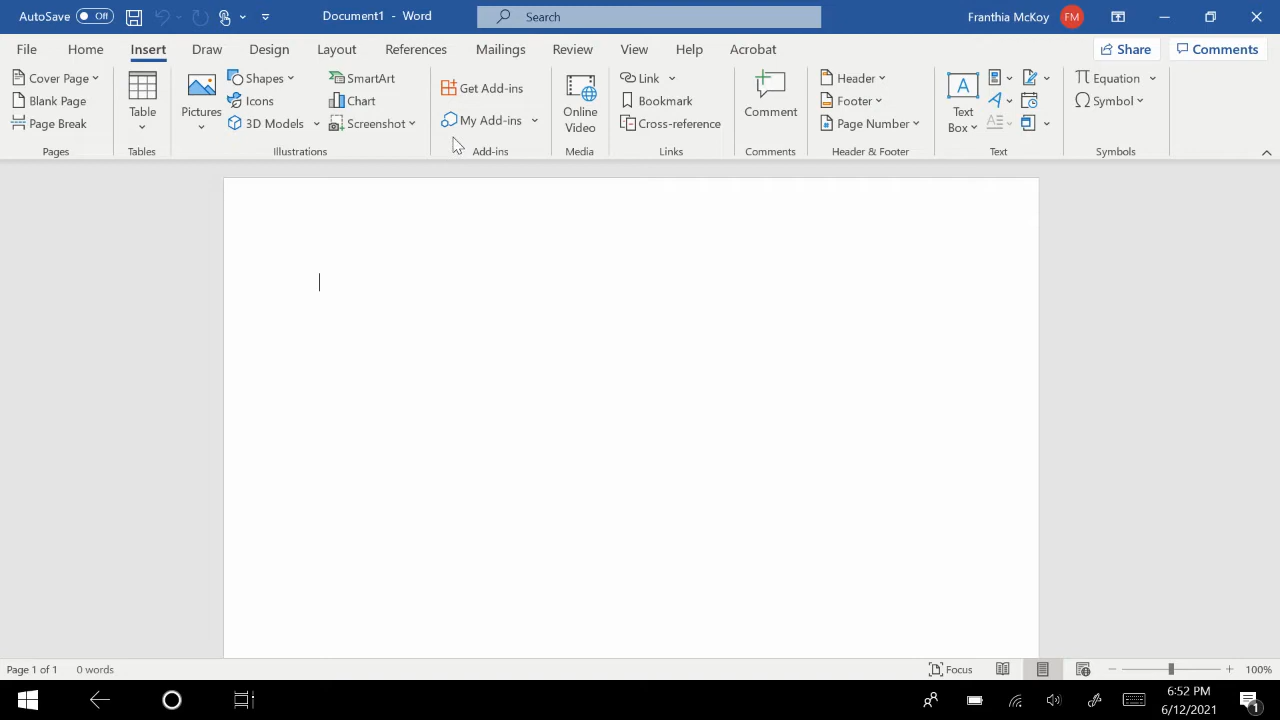 AutoSave Off Document1 - Word Search Franthia McKoy FM
File Home Insert Draw Design Layout References Mailings Review View Help Acrobat Share Comments
Cover Page
Blank Page
Page Break
Pages
Table
Tables
Pictures
Shapes
Icons
3D Models
SmartArt
Chart
Screenshot
Illustrations
Get Add-ins
My Add-ins
Add-ins
Online
Video
Media
Link
Bookmark
Cross-reference
Links
Comment
Comments
Header
Footer
Page Number
Header & Footer
Text
Box
Text
Equation
Symbol
Symbols
Page 1 of 1 0 words Focus 100%
6:52 PM
6/12/2021
1